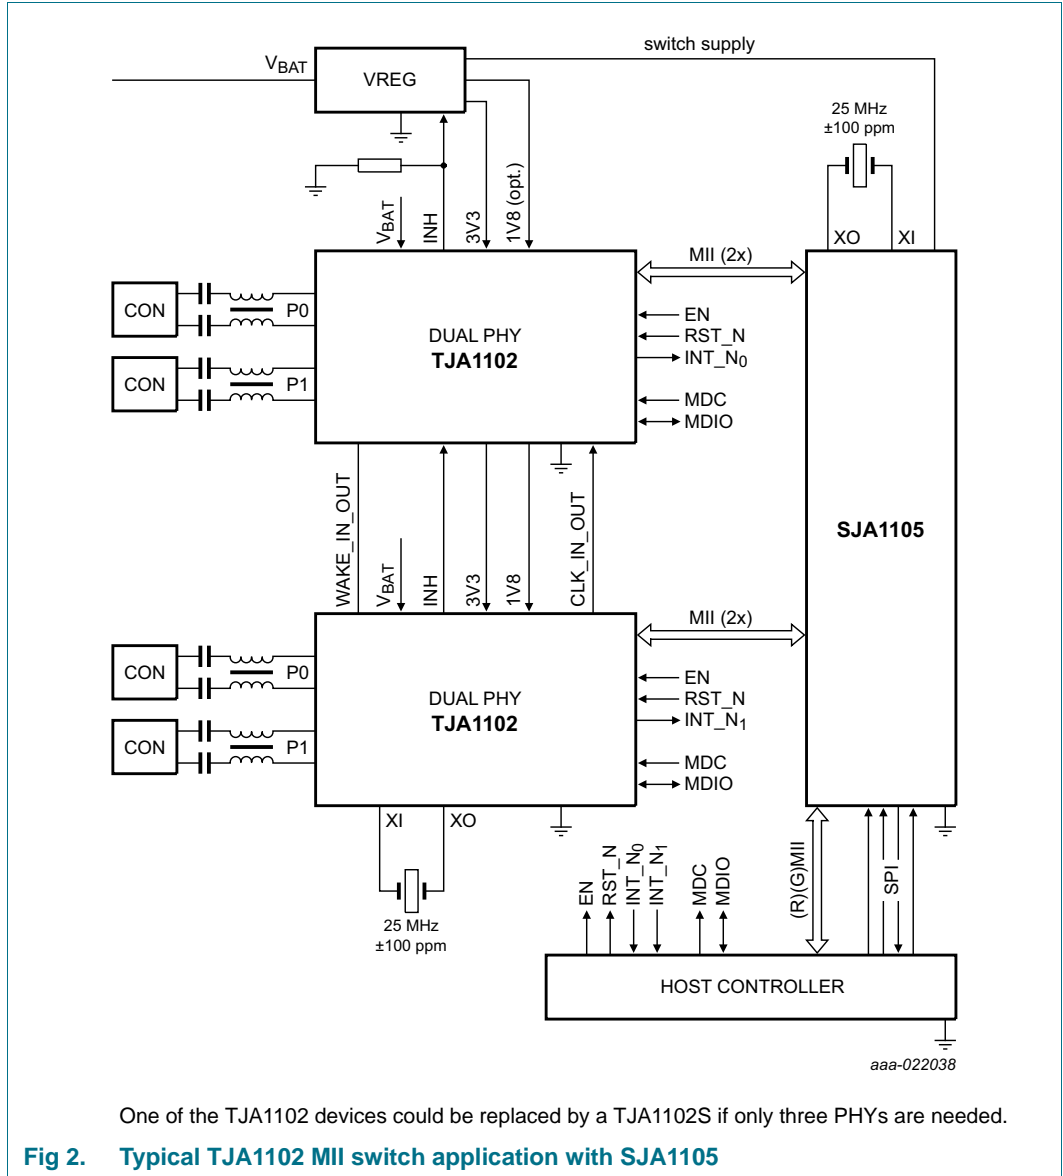 switch supply
VBAT
VREG
25 MHz
±100 ppm
VBAT
INH
3V3
1V8 (opt.)
XO
XI
MII (2x)
CON
P0
CON
P1
DUAL PHY
TJA1102
EN
RST_N
INT_N0
MDC
MDIO
SJA1105
WAKE_IN_OUT
VBAT
INH
3V3
1V8
CLK_IN_OUT
MII (2x)
CON
P0
CON
P1
DUAL PHY
TJA1102
EN
RST_N
INT_N1
MDC
MDIO
XI
XO
25 MHz
±100 ppm
EN
RST_N
INT_N0
INT_N1
MDC
MDIO
(R)(G)MII
SPI
HOST CONTROLLER
aaa-022038
One of the TJA1102 devices could be replaced by a TJA1102S if only three PHYs are needed.
Fig 2. Typical TJA1102 MII switch application with SJA1105